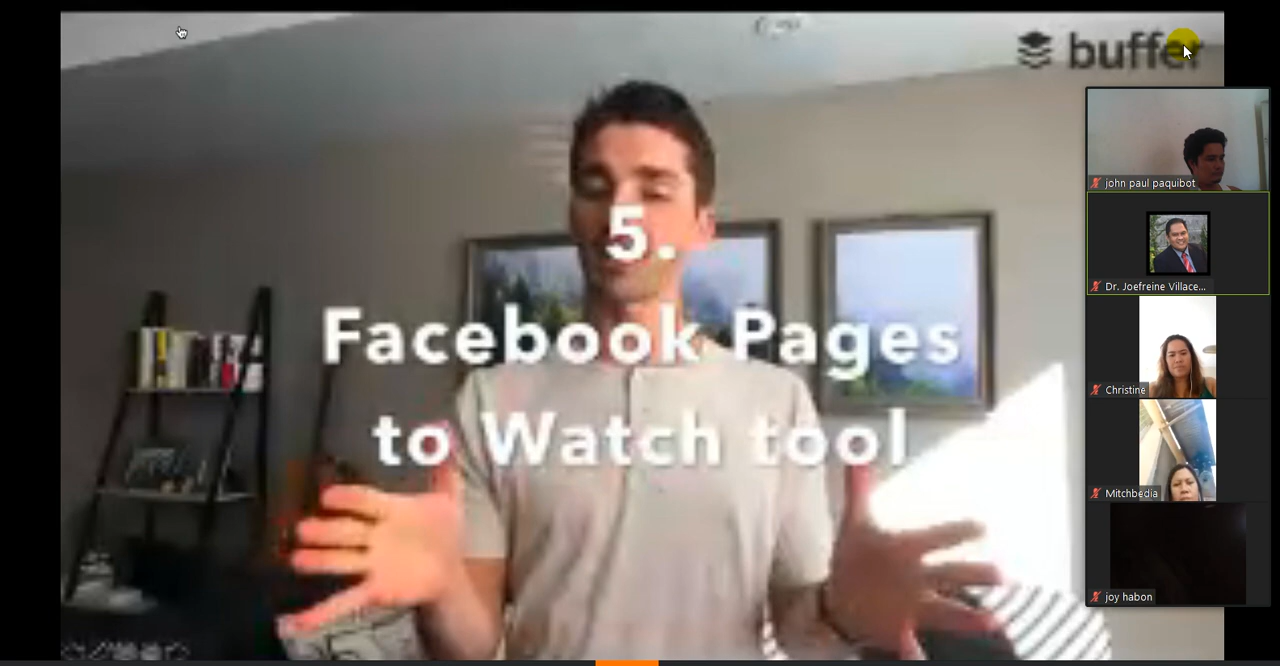 buffer
5.
Facebook Pages
to Watch tool
john paul paquibot
Dr. Joefreine Villace...
Christine
Mitchbedia
joy habon